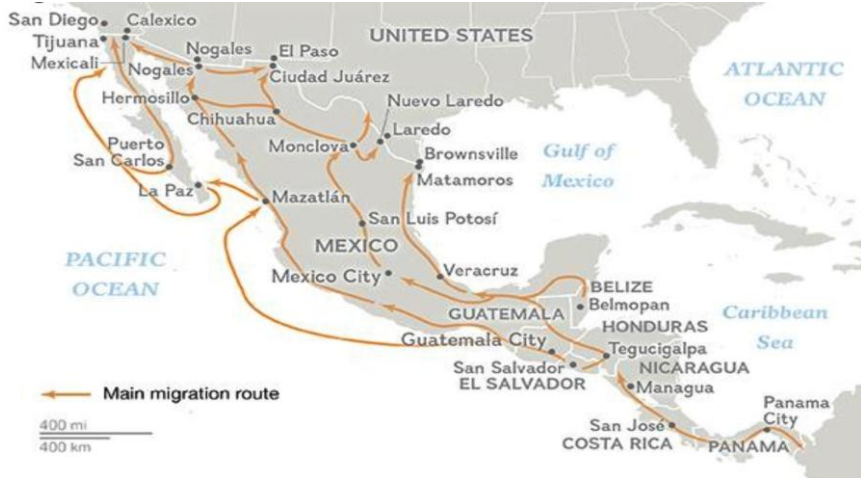 San Diego
Calexico
Tijuana
Mexicali
Nogales
Nogales
El Paso
Ciudad Juárez
UNITED STATES
ATLANTIC
OCEAN
Hermosillo
Chihuahua
Nuevo Laredo
Laredo
Monclova
Brownsville
Matamoros
Gulf of
Mexico
Puerto
San Carlos
La Paz
Mazatlán
San Luis Potosí
MEXICO
PACIFIC
OCEAN
Mexico City
Veracruz
BELIZE
Belmopan
GUATEMALA
HONDURAS
Caribbean
Sea
Guatemala City
Tegucigalpa
San Salvador
EL SALVADOR
NICARAGUA
Managua
Main migration route
400 mi
400 km
San José
COSTA RICA
Panama
City
PANAMA